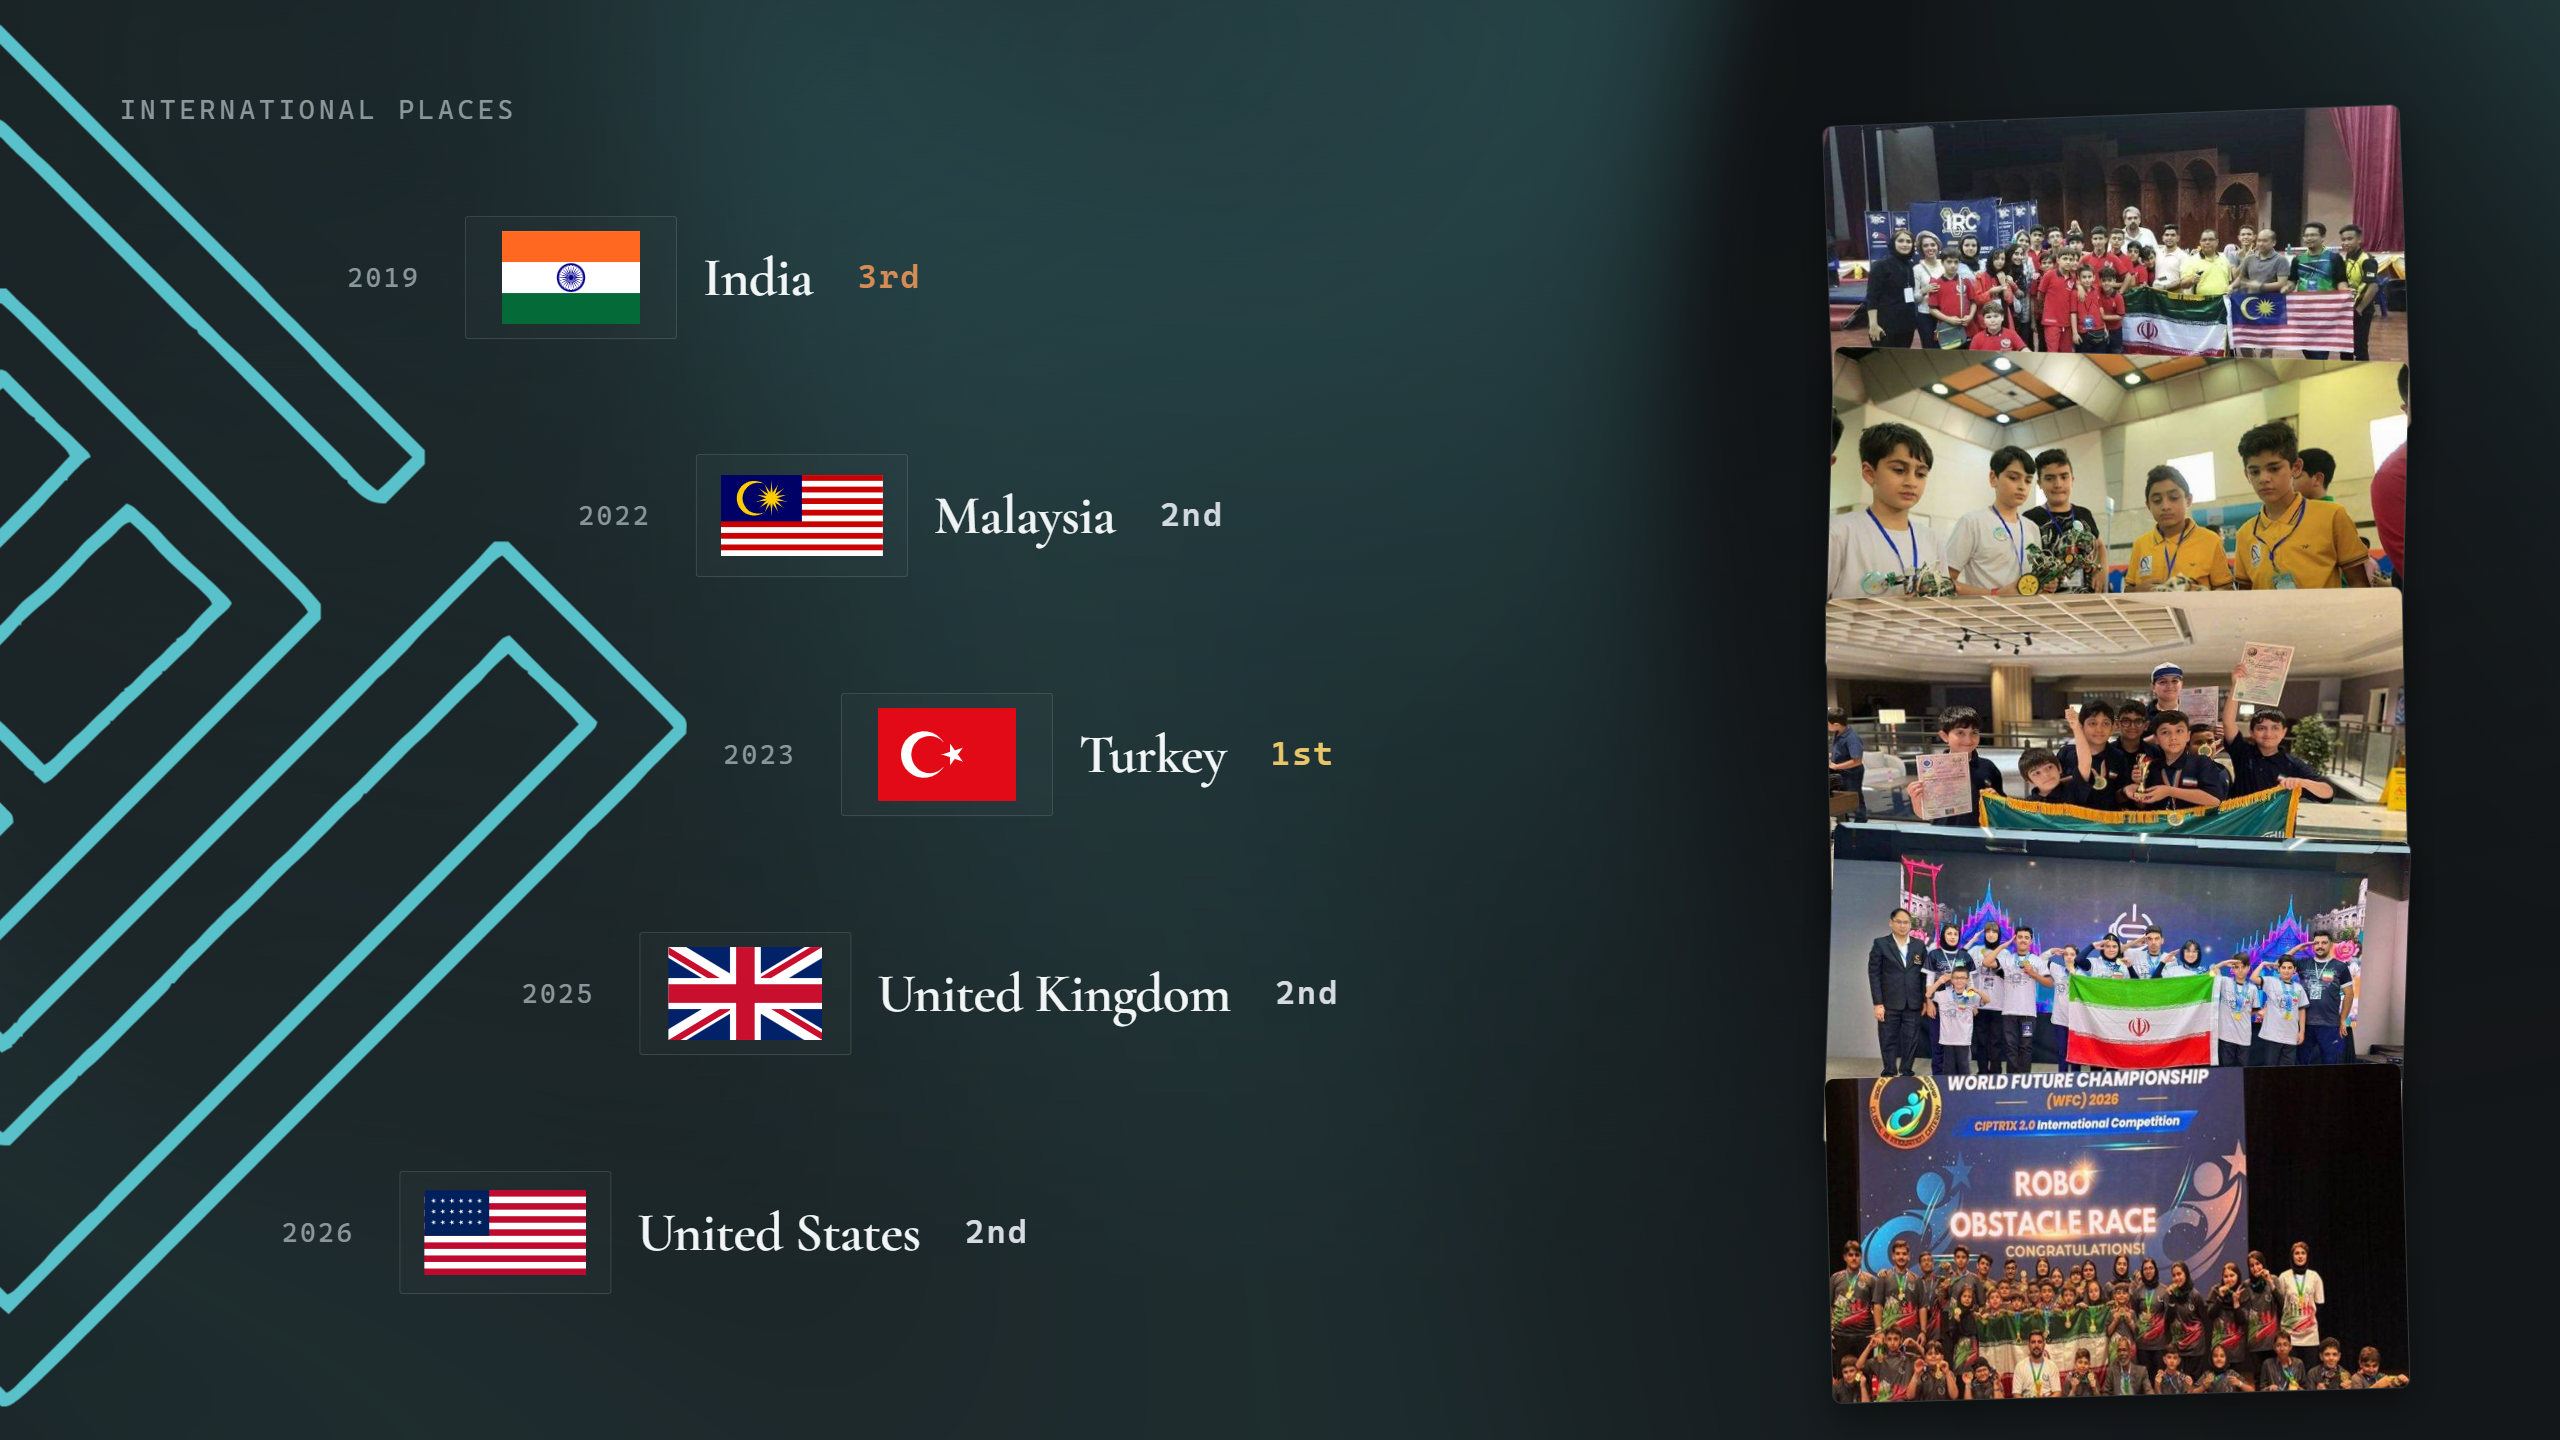 INTERNATIONAL PLACES
2019 India 3rd
2022 Malaysia 2nd
2023 Turkey 1st
2025 United Kingdom 2nd
2026 United States 2nd
IRC
WORLD FUTURE CHAMPIONSHIP
(WFC) 2026
CIPTR1X 2.0 International Competition
ROBO
OBSTACLE RACE
CONGRATULATIONS!